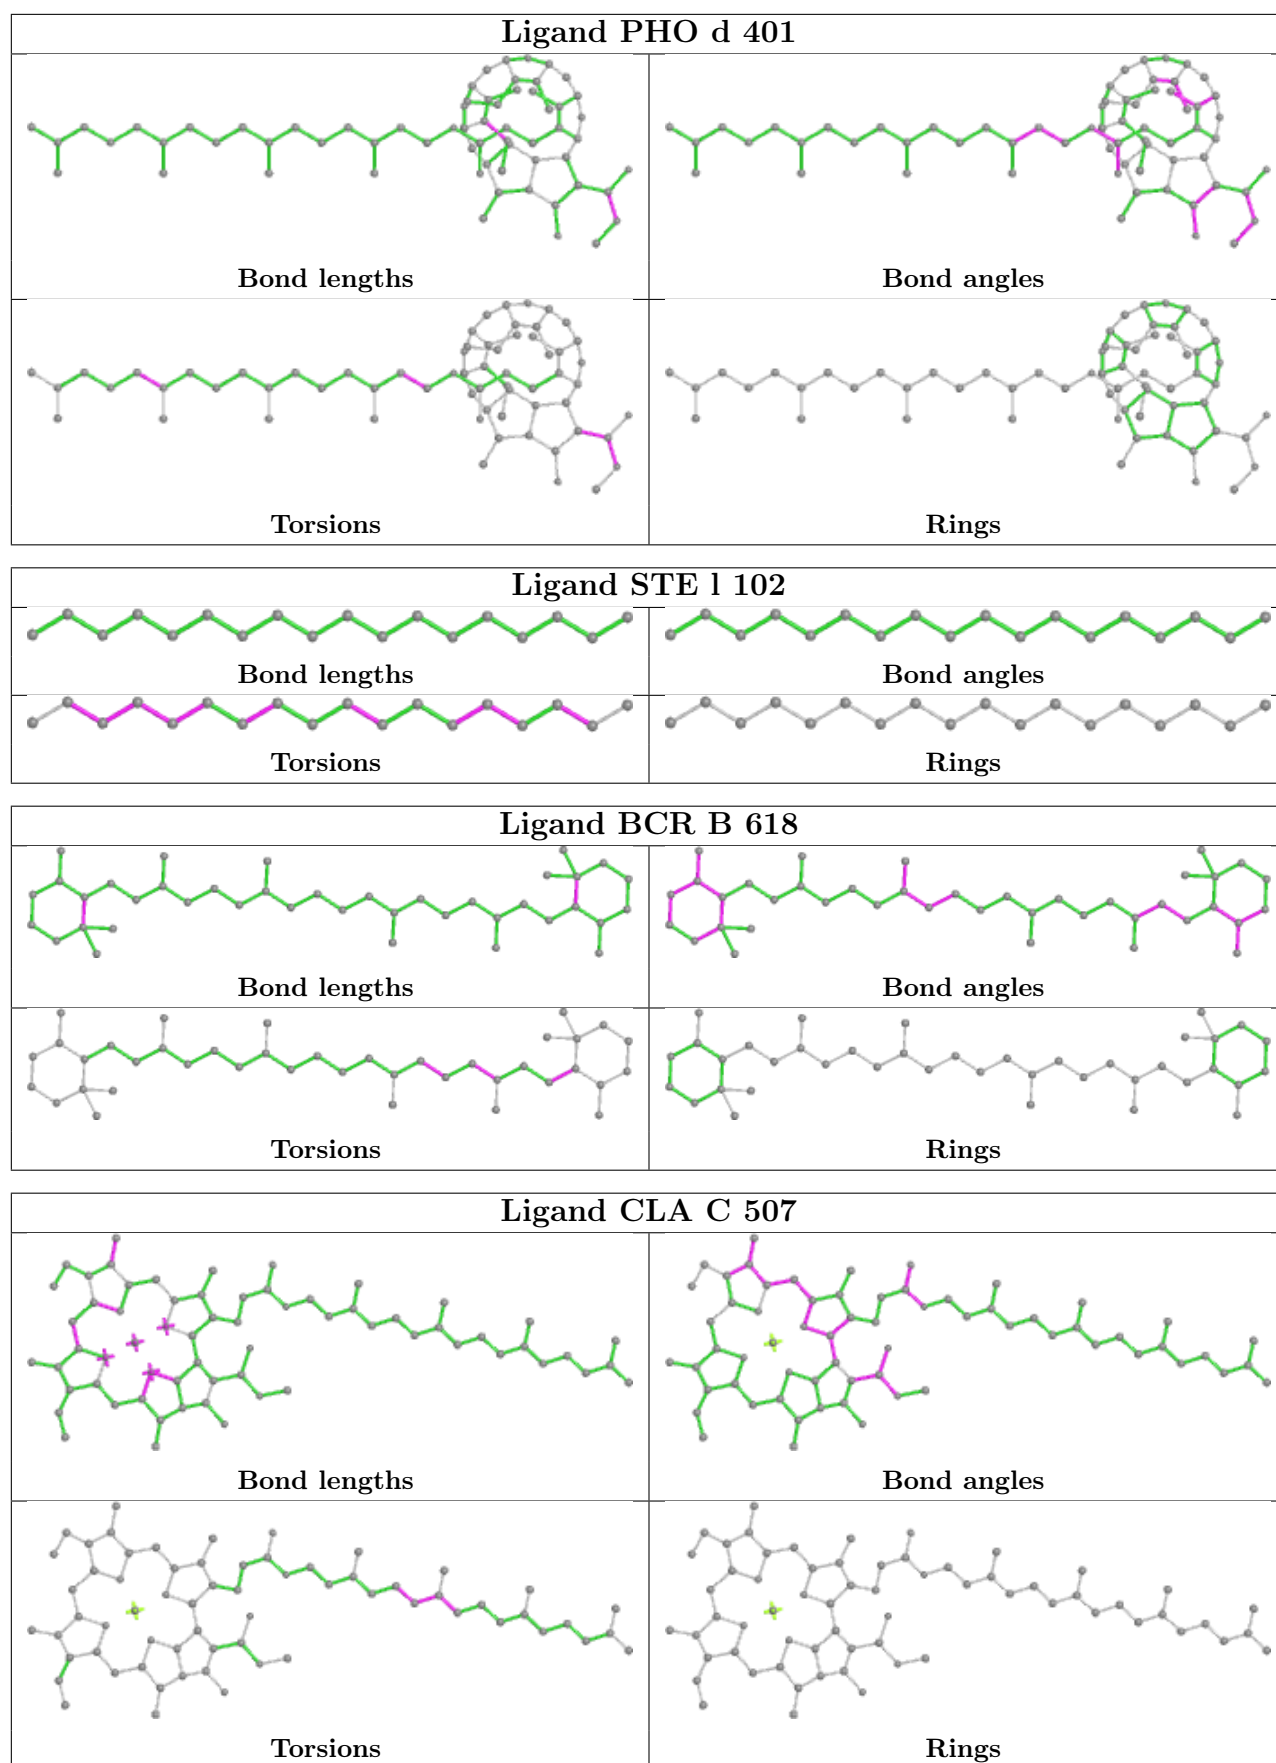 Ligand PHO d 401
Bond lengths
Bond angles
Torsions
Rings
Ligand STE l 102
Bond lengths
Bond angles
Torsions
Rings
Ligand BCR B 618
Bond lengths
Bond angles
Torsions
Rings
Ligand CLA C 507
Bond lengths
Bond angles
Torsions
Rings